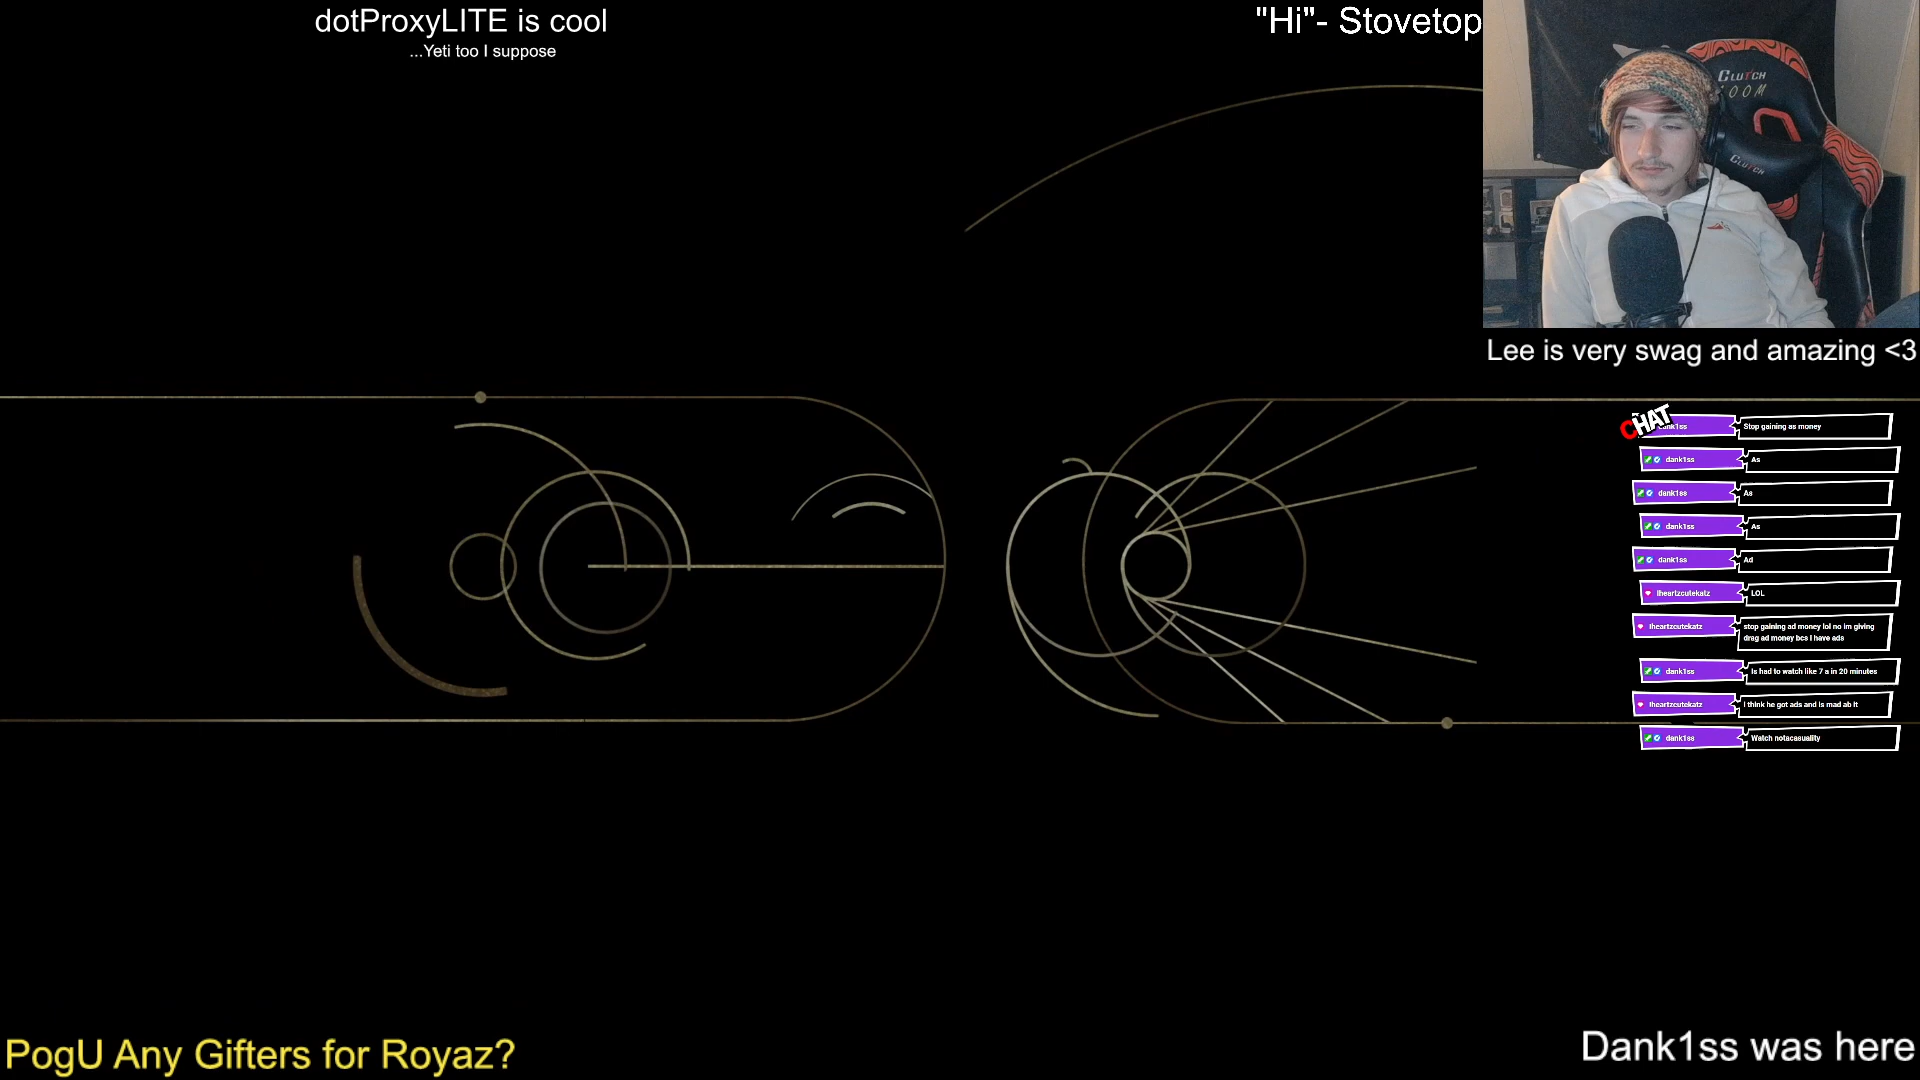 dotProxyLITE is cool
...Yeti too I suppose
"Hi"- Stovetop
CLUTCH
CLUTCH
Lee is very swag and amazing <3
CHAT
dank1ss Stop gaining as money
dank1ss As
dank1ss As
dank1ss As
dank1ss Ad
Iheartzcutekatz LOL
Iheartzcutekatz stop gaining ad money lol no im giving
drag ad money bcs I have ads
dank1ss Is had to watch like 7 a in 20 minutes
Iheartzcutekatz I think he got ads and is mad ab it
dank1ss Watch notacasuality
PogU Any Gifters for Royaz?
Dank1ss was here